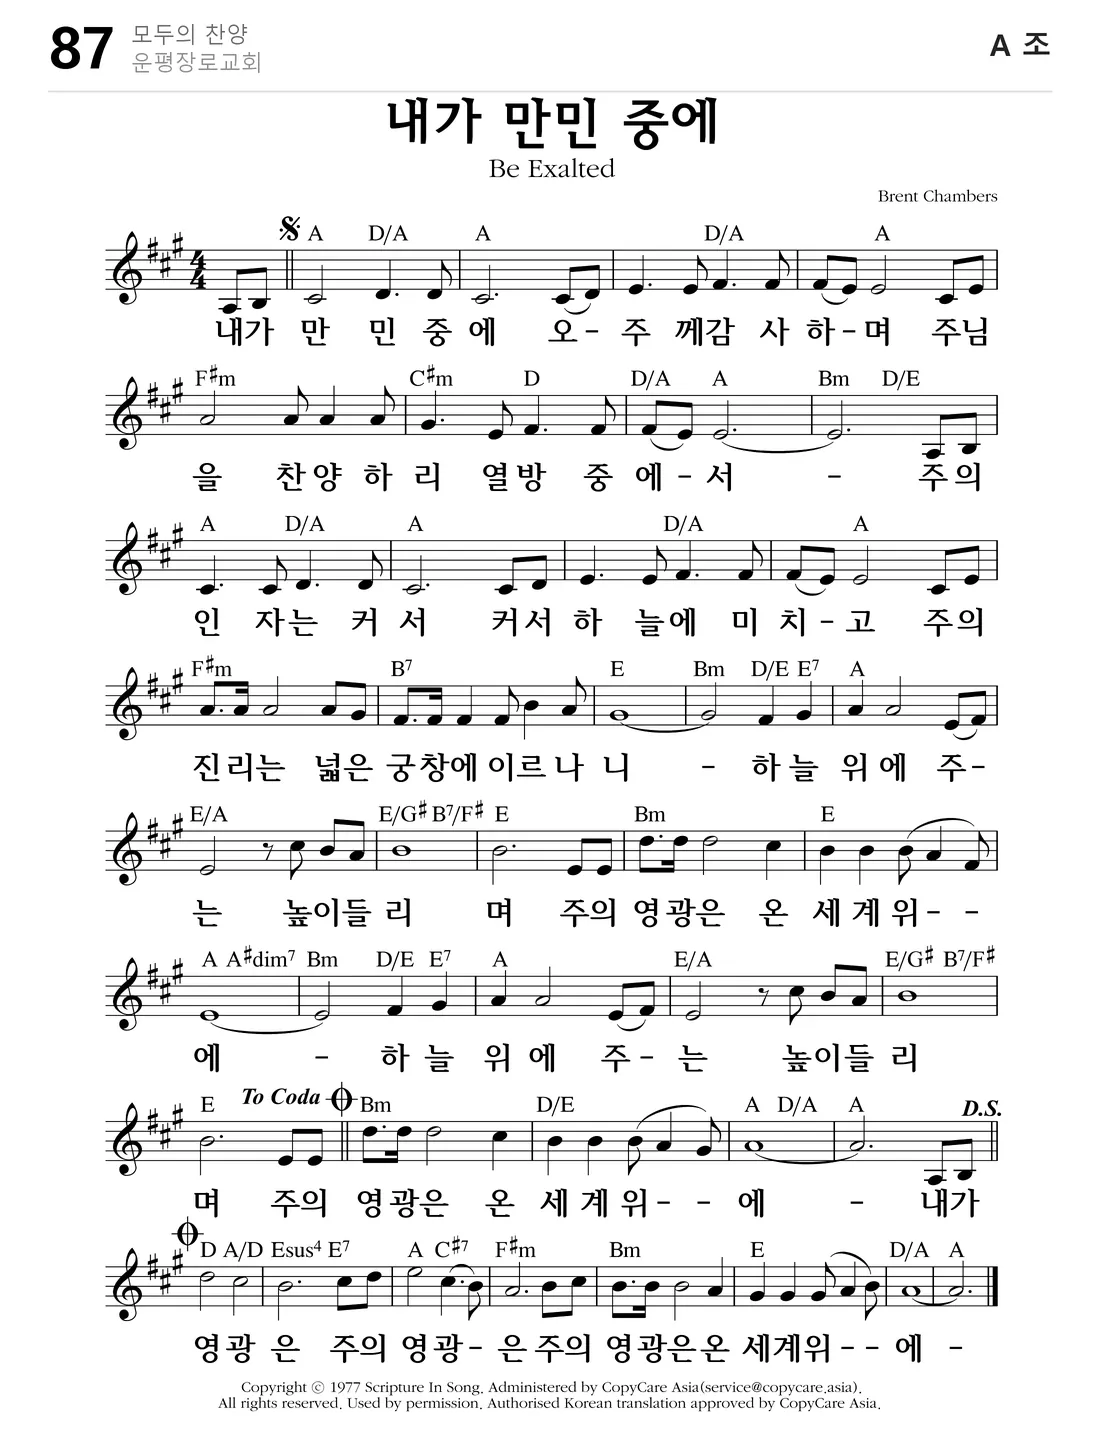 87 모두의 찬양
운평장로교회
A 조
내가 만민 중에
Be Exalted
Brent Chambers
A D/A A D/A A
4
4
내가 만 민 중 에 오- 주 께감 사 하-며 주님
F♯m C♯m D D/A A Bm D/E
을 찬양 하 리 열방 중 에-서 - 주의
A D/A A D/A A
인 자는 커 서 커서 하 늘에 미 치-고 주의
F♯m B7 E Bm D/E E7 A
진리는 넓은 궁창에 이르 나 니 - 하늘 위에 주-
E/A E/G♯ B7/F♯ E Bm E
는 높이들 리 며 주의 영광은 온 세계 위- -
A A♯dim7 Bm D/E E7 A E/A E/G♯ B7/F♯
에 - 하늘 위에 주- 는 높이들 리
E To Coda Bm D/E A D/A A D.S.
며 주의 영광은 온 세계 위- - 에 - 내가
D A/D Esus4 E7 A C♯7 F♯m Bm E D/A A
영광 은 주의 영광- 은주의 영광은온 세계위-- 에 -
Copyright ⓒ 1977 Scripture In Song. Administered by CopyCare Asia(service@copycare.asia).
All rights reserved. Used by permission. Authorised Korean translation approved by CopyCare Asia.